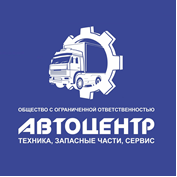 ОБЩЕСТВО С ОГРАНИЧЕННОЙ ОТВЕТСТВЕННОСТЬЮ
АВТОЦЕНТР
ТЕХНИКА, ЗАПАСНЫЕ ЧАСТИ, СЕРВИС